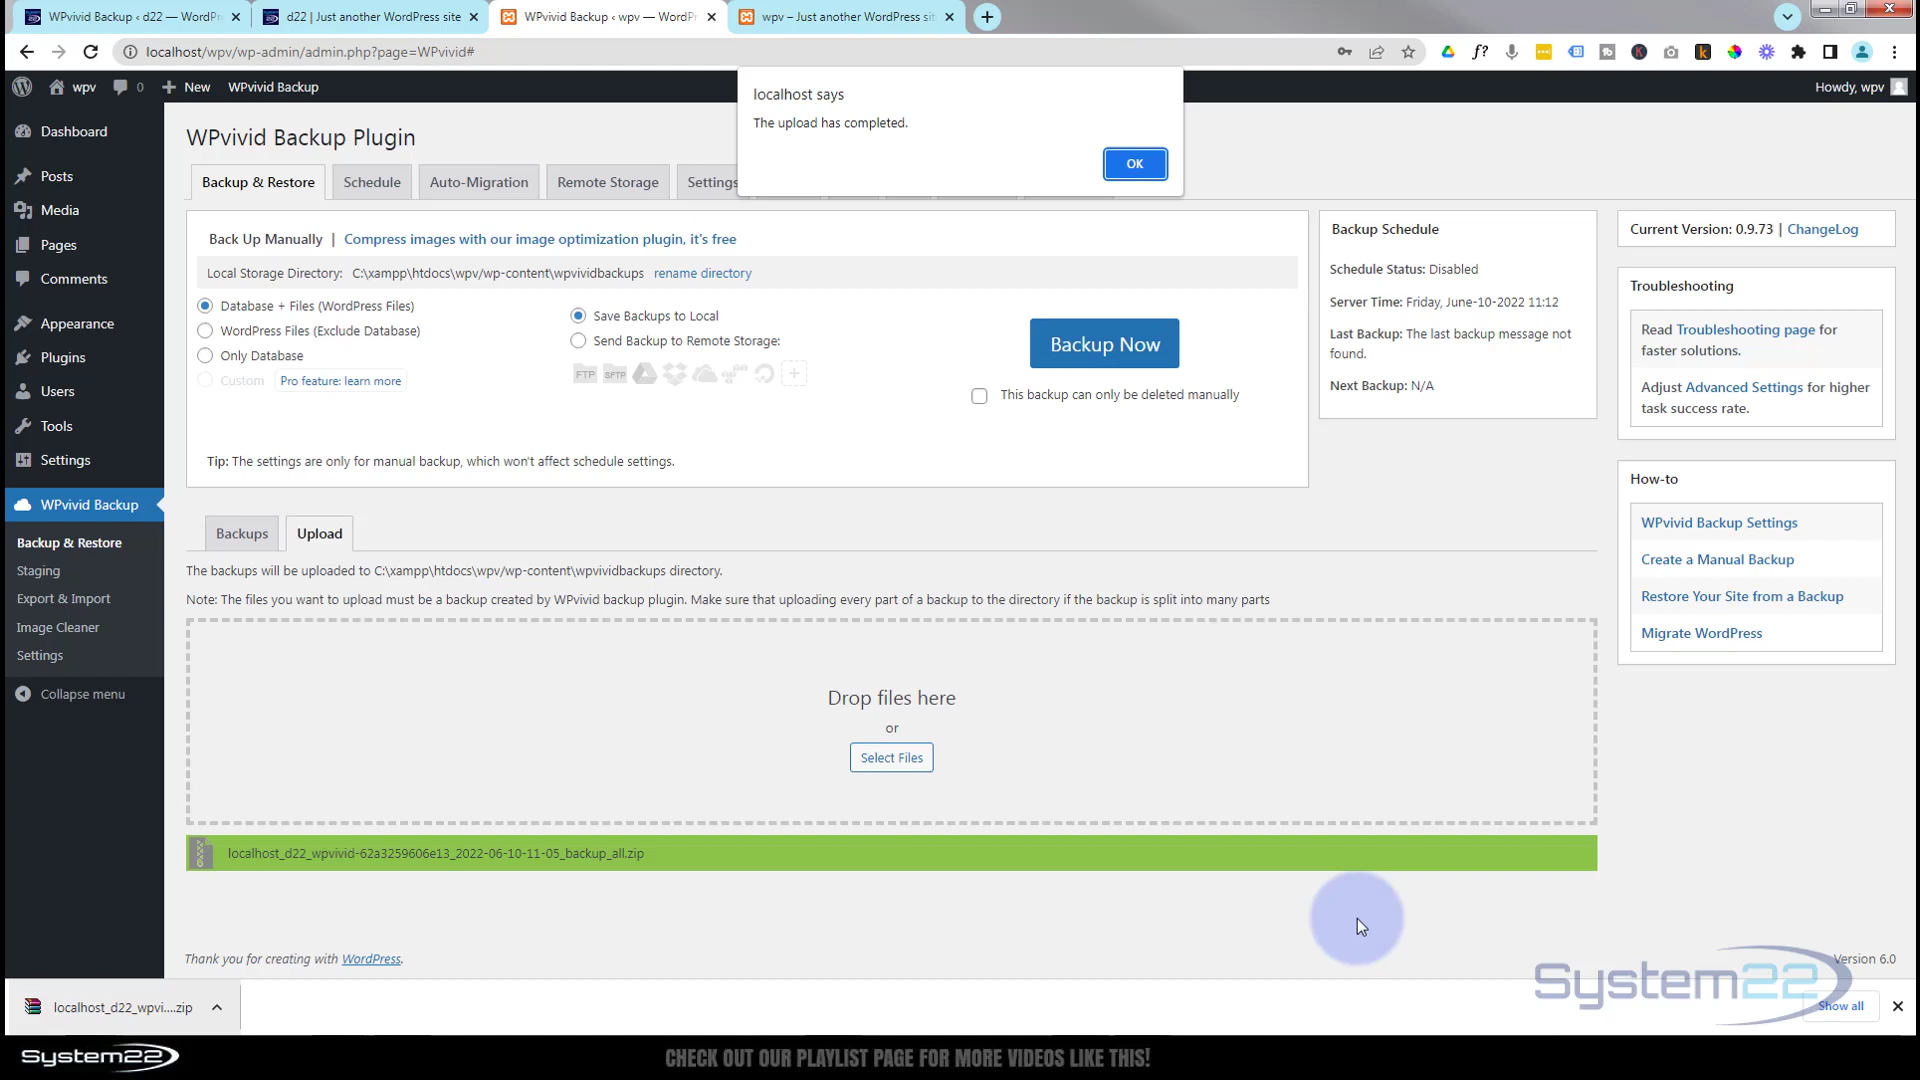 WPvivid Backup ‹ d22 — WordPr
d22 | Just another WordPress site
WPvivid Backup ‹ wpv — WordPr
wpv – Just another WordPress sit
localhost/wpv/wp-admin/admin.php?page=WPvivid#
f?
wpv
0
New
WPvivid Backup
Howdy, wpv
localhost says
The upload has completed.
OK
Dashboard
Posts
Media
Pages
Comments
Appearance
Plugins
Users
Tools
Settings
WPvivid Backup
Backup & Restore
Staging
Export & Import
Image Cleaner
Settings
Collapse menu
WPvivid Backup Plugin
Backup & Restore
Schedule
Auto-Migration
Remote Storage
Settings
Back Up Manually | Compress images with our image optimization plugin, it's free
Local Storage Directory: C:\xampp\htdocs\wpv/wp-content\wpvividbackups rename directory
Database + Files (WordPress Files)
WordPress Files (Exclude Database)
Only Database
Custom Pro feature: learn more
Save Backups to Local
Send Backup to Remote Storage:
FTP SFTP
Backup Now
This backup can only be deleted manually
Tip: The settings are only for manual backup, which won't affect schedule settings.
Backup Schedule
Schedule Status: Disabled
Server Time: Friday, June-10-2022 11:12
Last Backup: The last backup message not
found.
Next Backup: N/A
Current Version: 0.9.73 | ChangeLog
Troubleshooting
Read Troubleshooting page for
faster solutions.
Adjust Advanced Settings for higher
task success rate.
How-to
WPvivid Backup Settings
Create a Manual Backup
Restore Your Site from a Backup
Migrate WordPress
Backups
Upload
The backups will be uploaded to C:\xampp\htdocs\wpv/wp-content\wpvividbackups directory.
Note: The files you want to upload must be a backup created by WPvivid backup plugin. Make sure that uploading every part of a backup to the directory if the backup is split into many parts
Drop files here
or
Select Files
localhost_d22_wpvivid-62a3259606e13_2022-06-10-11-05_backup_all.zip
Thank you for creating with WordPress.
Version 6.0
localhost_d22_wpvi....zip
System22
Show all
System22
CHECK OUT OUR PLAYLIST PAGE FOR MORE VIDEOS LIKE THIS!